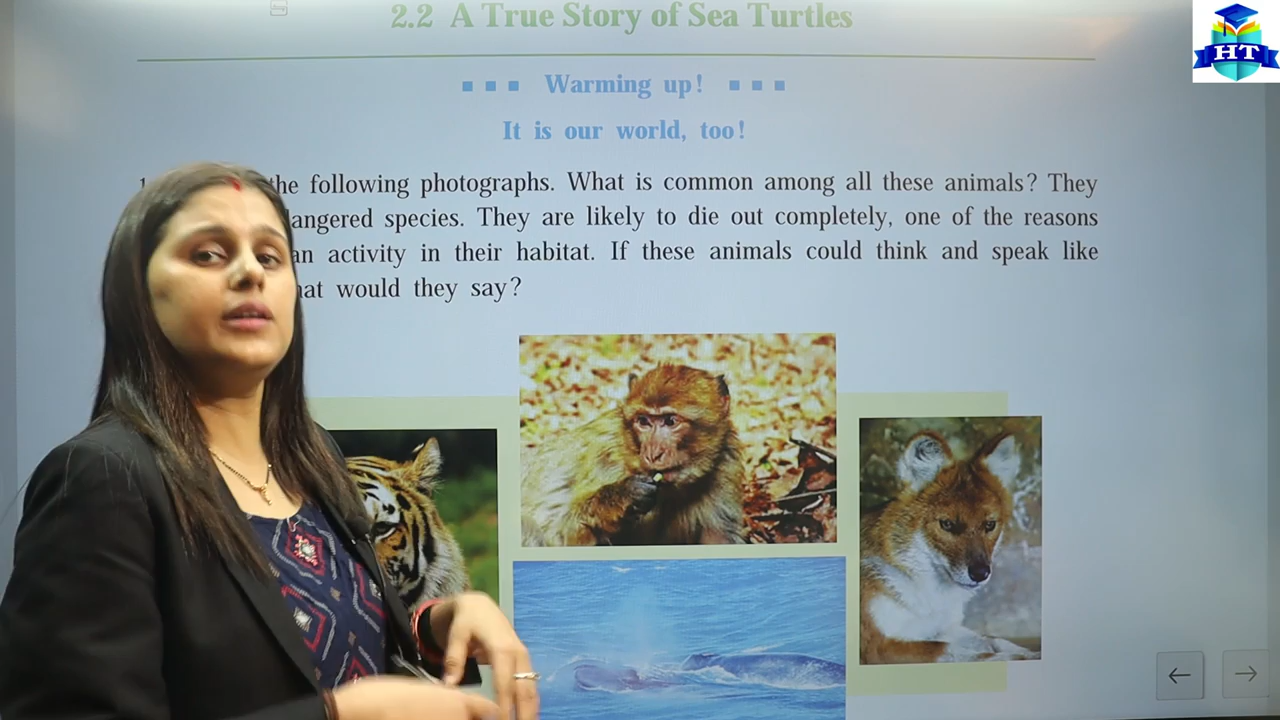 2.2 A True Story of Sea Turtles
Warming up!
It is our world, too!
the following photographs. What is common among all these animals? They
angered species. They are likely to die out completely, one of the reasons
an activity in their habitat. If these animals could think and speak like
at would they say?
HT